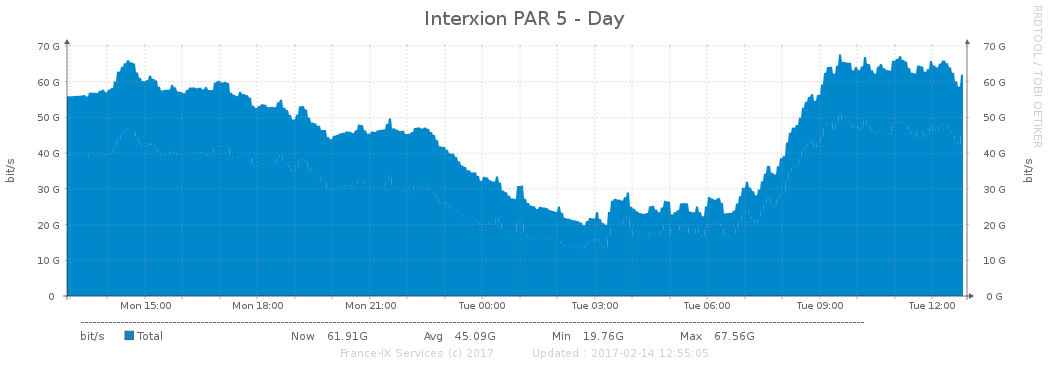 Interxion PAR 5 - Day
RRDTOOL / TOBI OETIKER
70 G 70 G
60 G 60 G
50 G 50 G
40 G 40 G
30 G 30 G
20 G 20 G
10 G 10 G
0 0 G
bit/s bit/s
Mon 15:00 Mon 18:00 Mon 21:00 Tue 00:00 Tue 03:00 Tue 06:00 Tue 09:00 Tue 12:00
bit/s Total Now 61.91G Avg 45.09G Min 19.76G Max 67.56G
France-IX Services (c) 2017 Updated : 2017-02-14 12:55:05